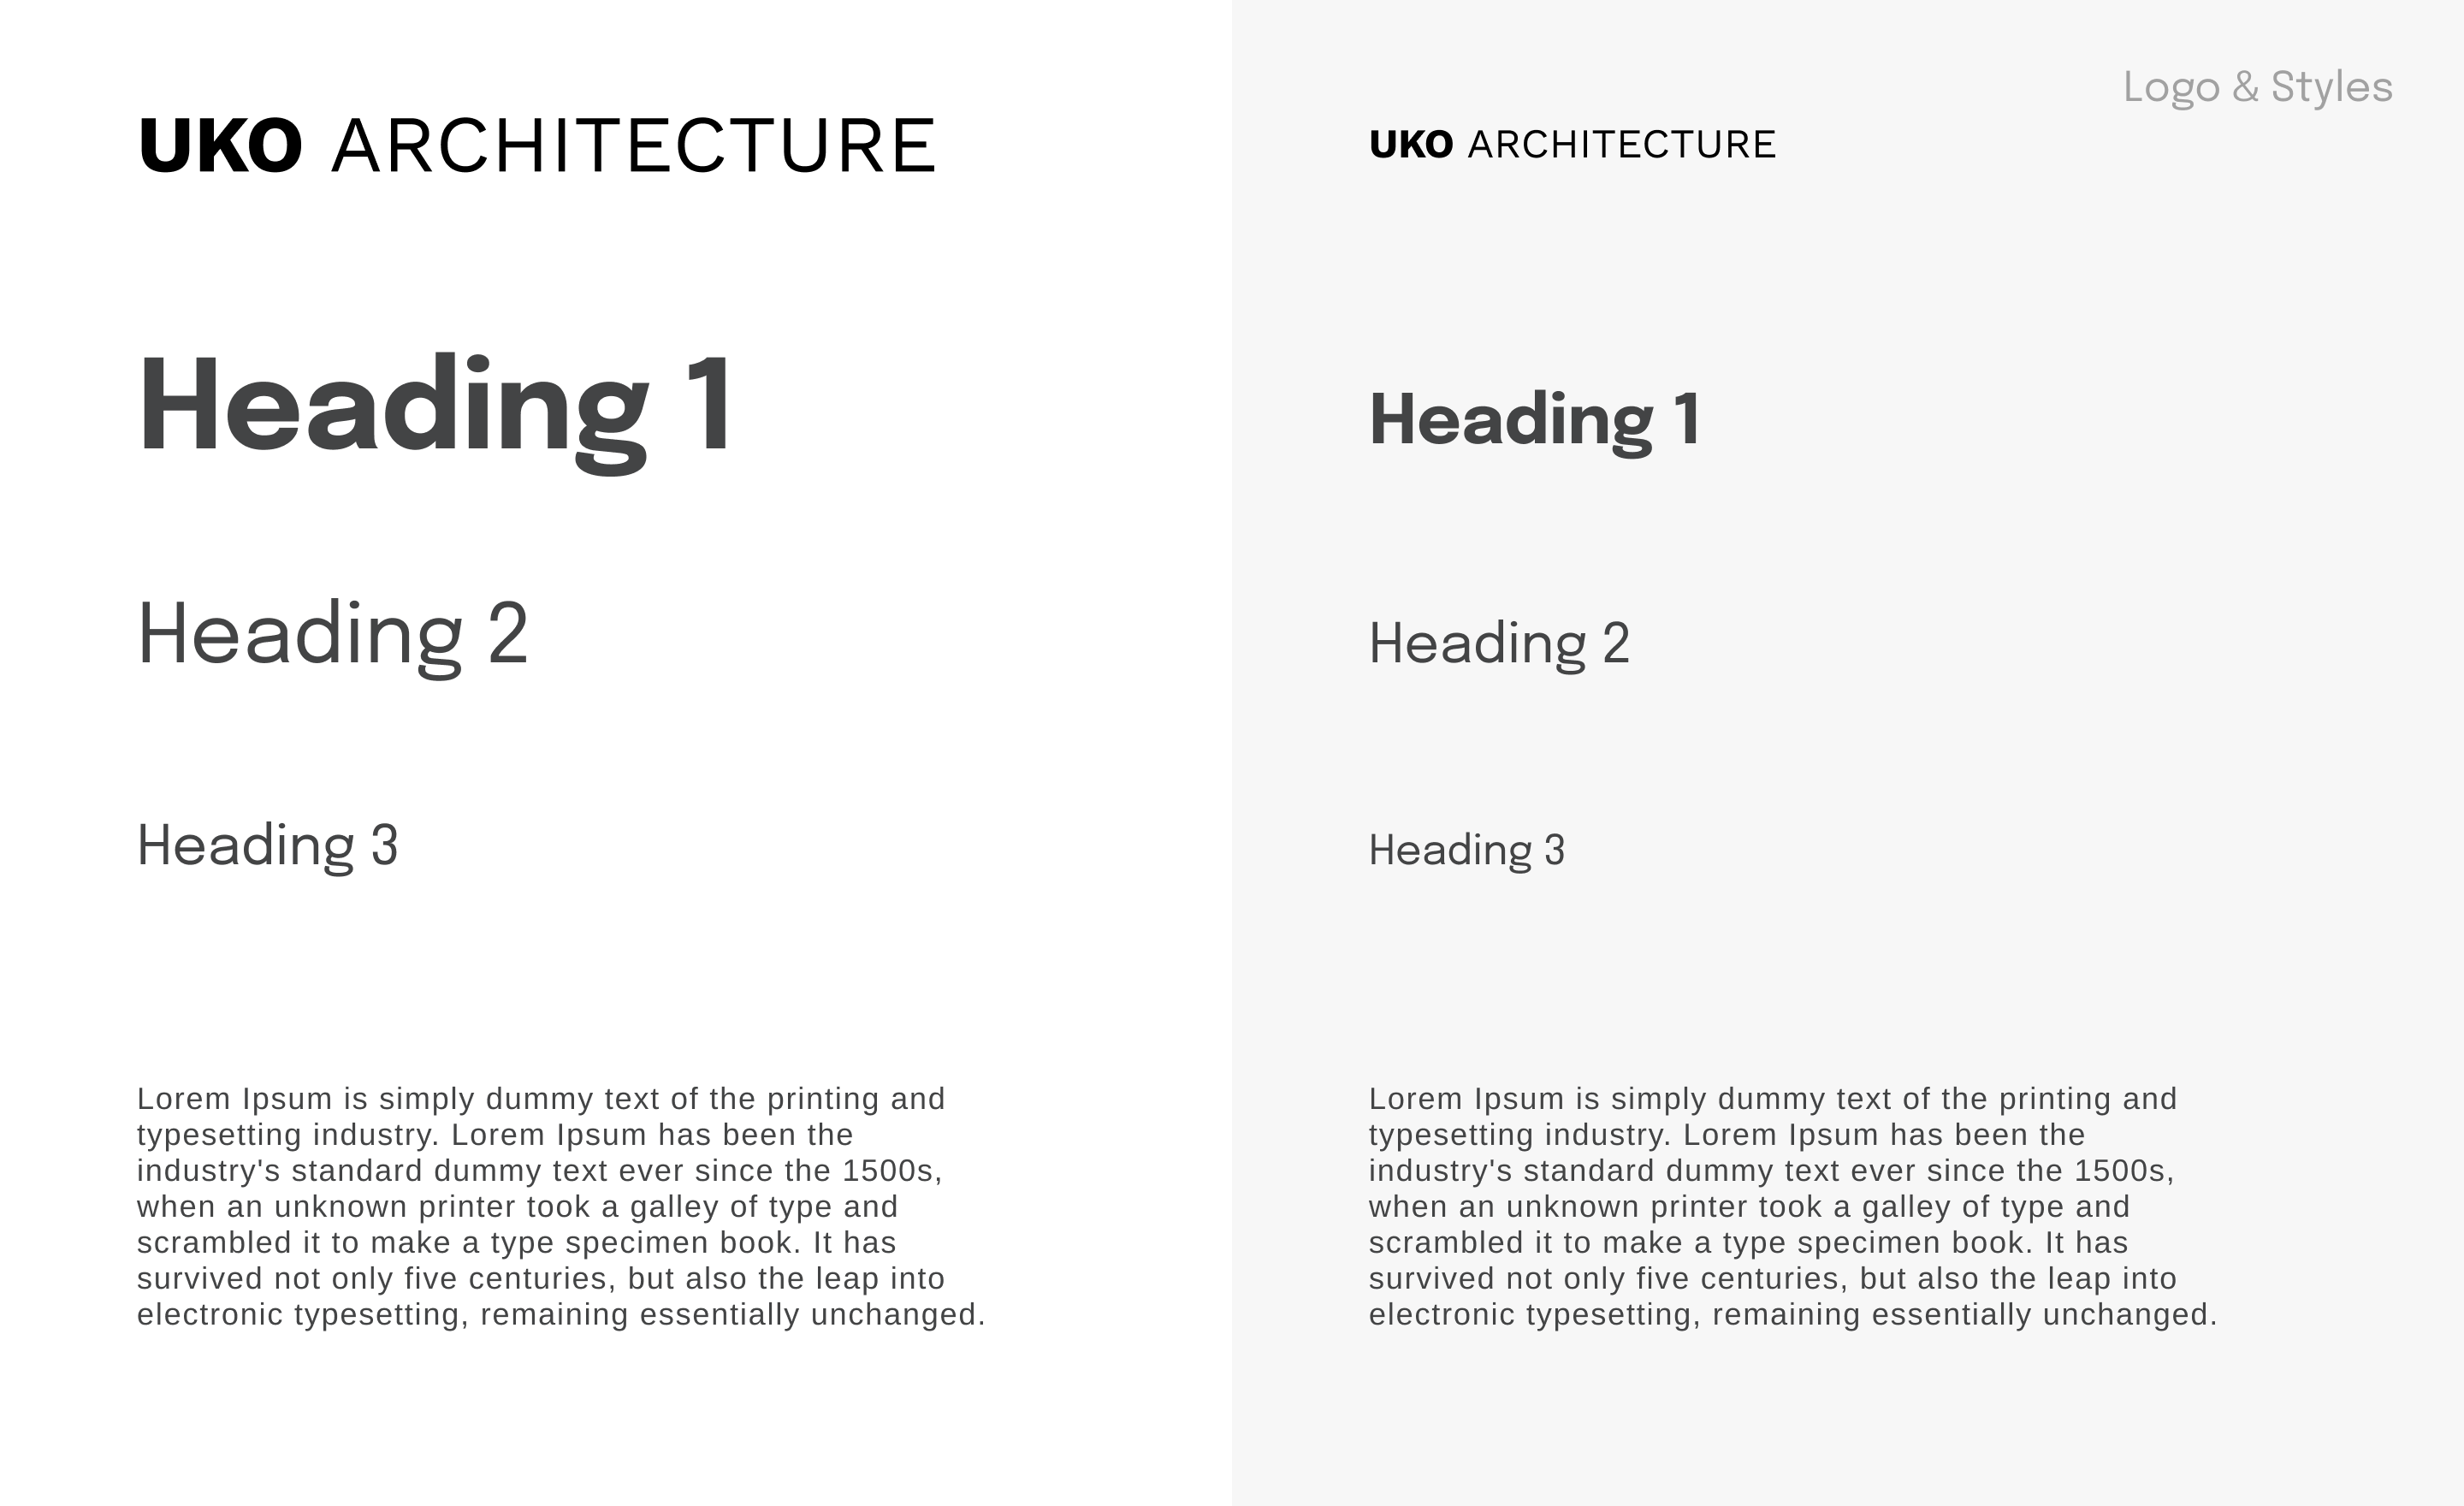 UKO ARCHITECTURE
Heading 1
Heading 2
Heading 3
Lorem Ipsum is simply dummy text of the printing and
typesetting industry. Lorem Ipsum has been the
industry's standard dummy text ever since the 1500s,
when an unknown printer took a galley of type and
scrambled it to make a type specimen book. It has
survived not only five centuries, but also the leap into
electronic typesetting, remaining essentially unchanged.
Logo & Styles
UKO ARCHITECTURE
Heading 1
Heading 2
Heading 3
Lorem Ipsum is simply dummy text of the printing and
typesetting industry. Lorem Ipsum has been the
industry's standard dummy text ever since the 1500s,
when an unknown printer took a galley of type and
scrambled it to make a type specimen book. It has
survived not only five centuries, but also the leap into
electronic typesetting, remaining essentially unchanged.